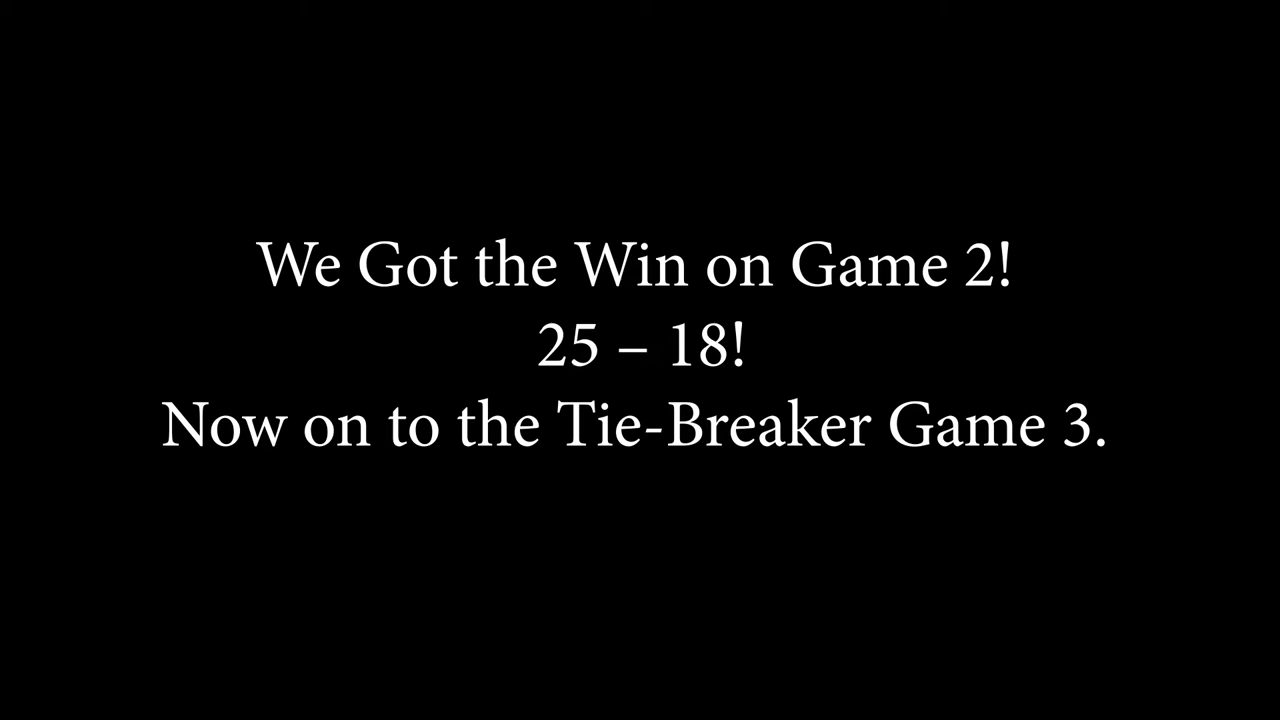 We Got the Win on Game 2!
25 – 18!
Now on to the Tie-Breaker Game 3.